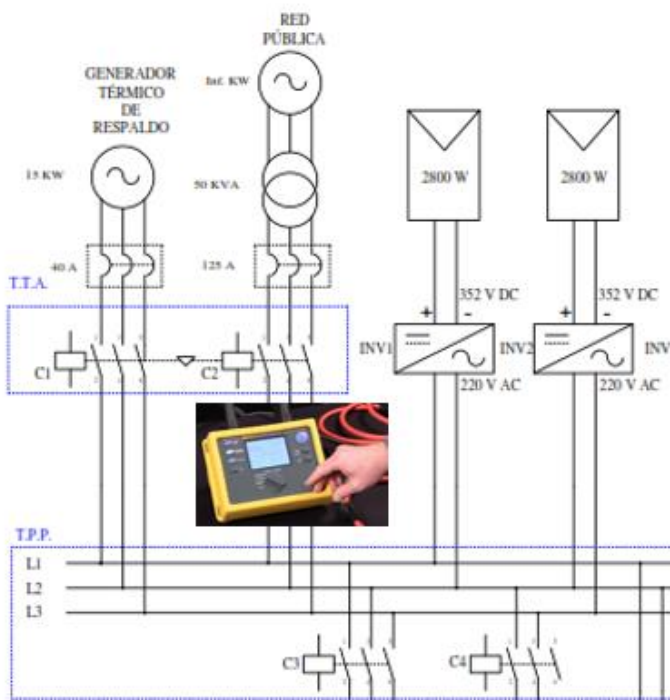 RED
PÚBLICA
GENERADOR
TÉRMICO
DE
RESPALDO
Inf. KW
15 KW
50 KVA
2800 W
2800 W
40 A
125 A
T.T.A.
+
-
352 V DC
+
-
352 V DC
C1
C2
INV1
INV2
INV
220 V AC
220 V AC
T.P.P.
L1
L2
L3
C3
C4